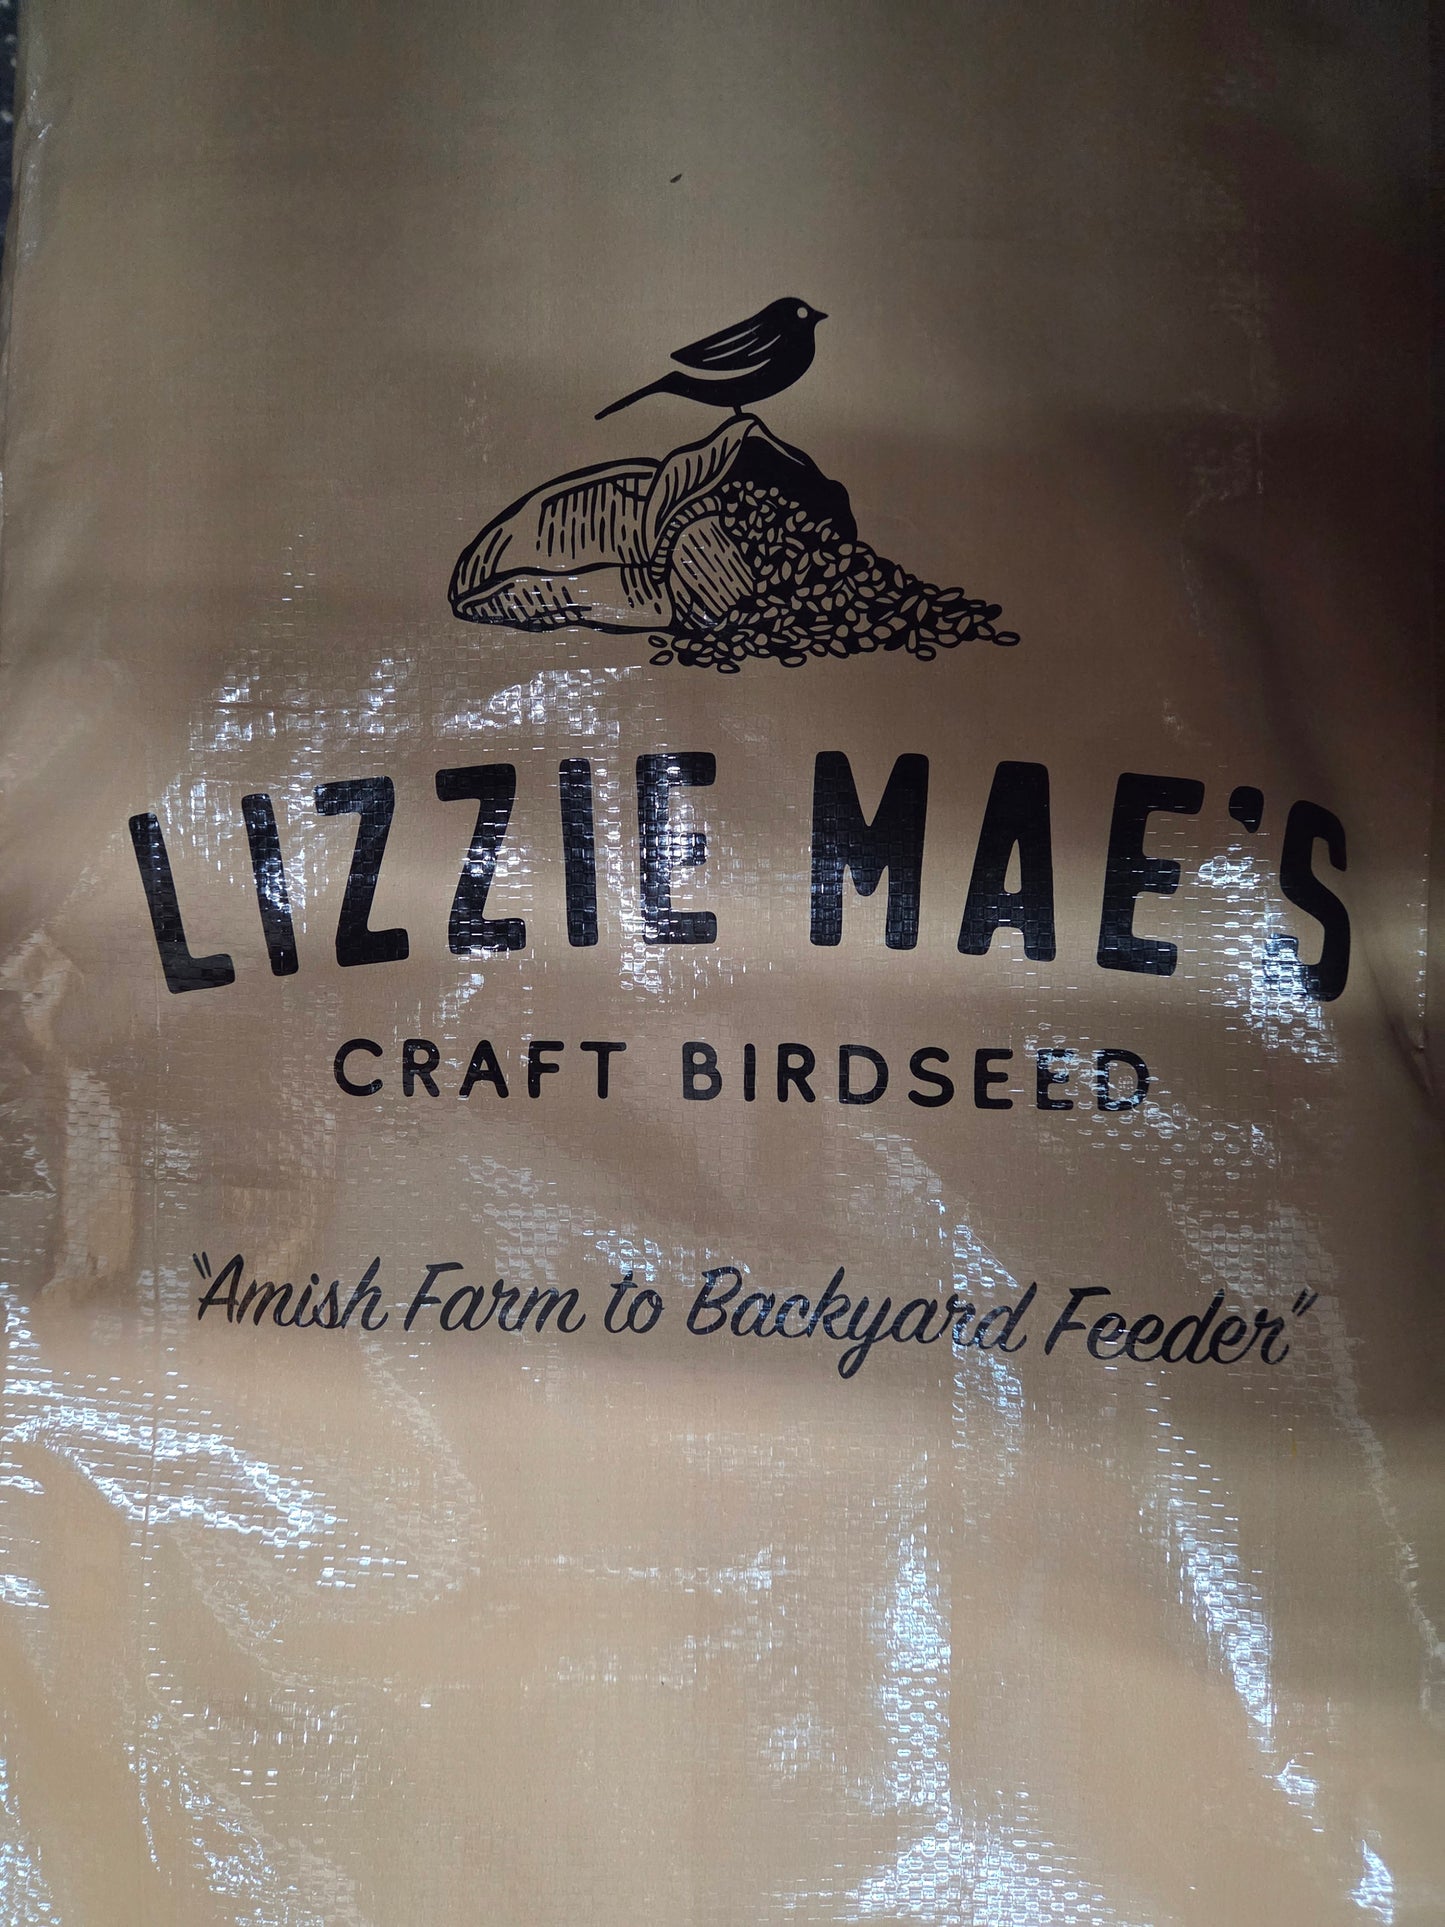 LIZZIE MAE'S
CRAFT BIRDSEED
"Amish Farm to Backyard Feeder"